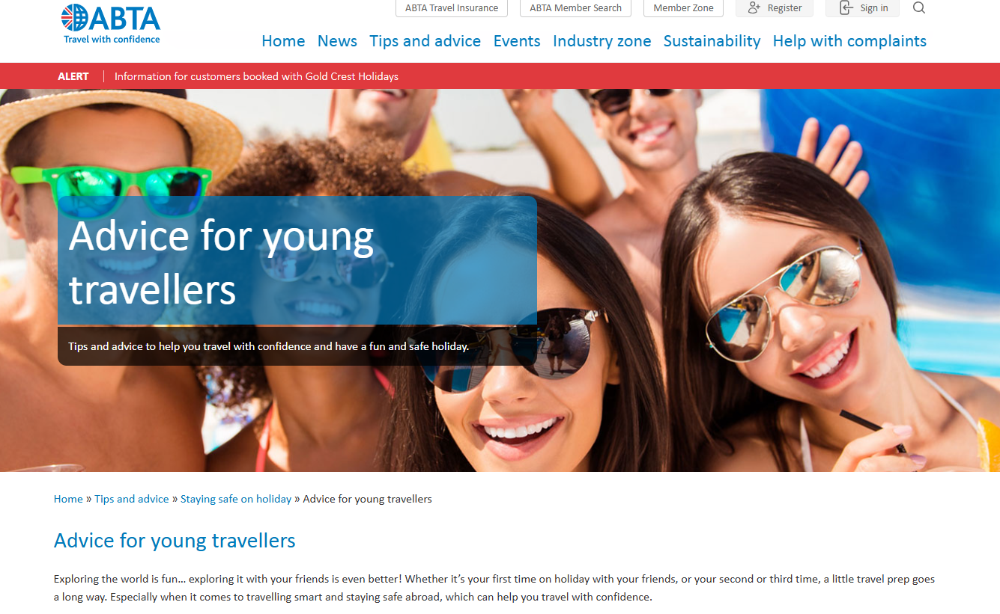 ABTA
Travel with confidence
ABTA Travel Insurance
ABTA Member Search
Member Zone
Register
Sign in
Home News Tips and advice Events Industry zone Sustainability Help with complaints
ALERT Information for customers booked with Gold Crest Holidays
Advice for young
travellers
Tips and advice to help you travel with confidence and have a fun and safe holiday.
Home » Tips and advice » Staying safe on holiday » Advice for young travellers
Advice for young travellers
Exploring the world is fun… exploring it with your friends is even better! Whether it’s your first time on holiday with your friends, or your second or third time, a little travel prep goes
a long way. Especially when it comes to travelling smart and staying safe abroad, which can help you travel with confidence.